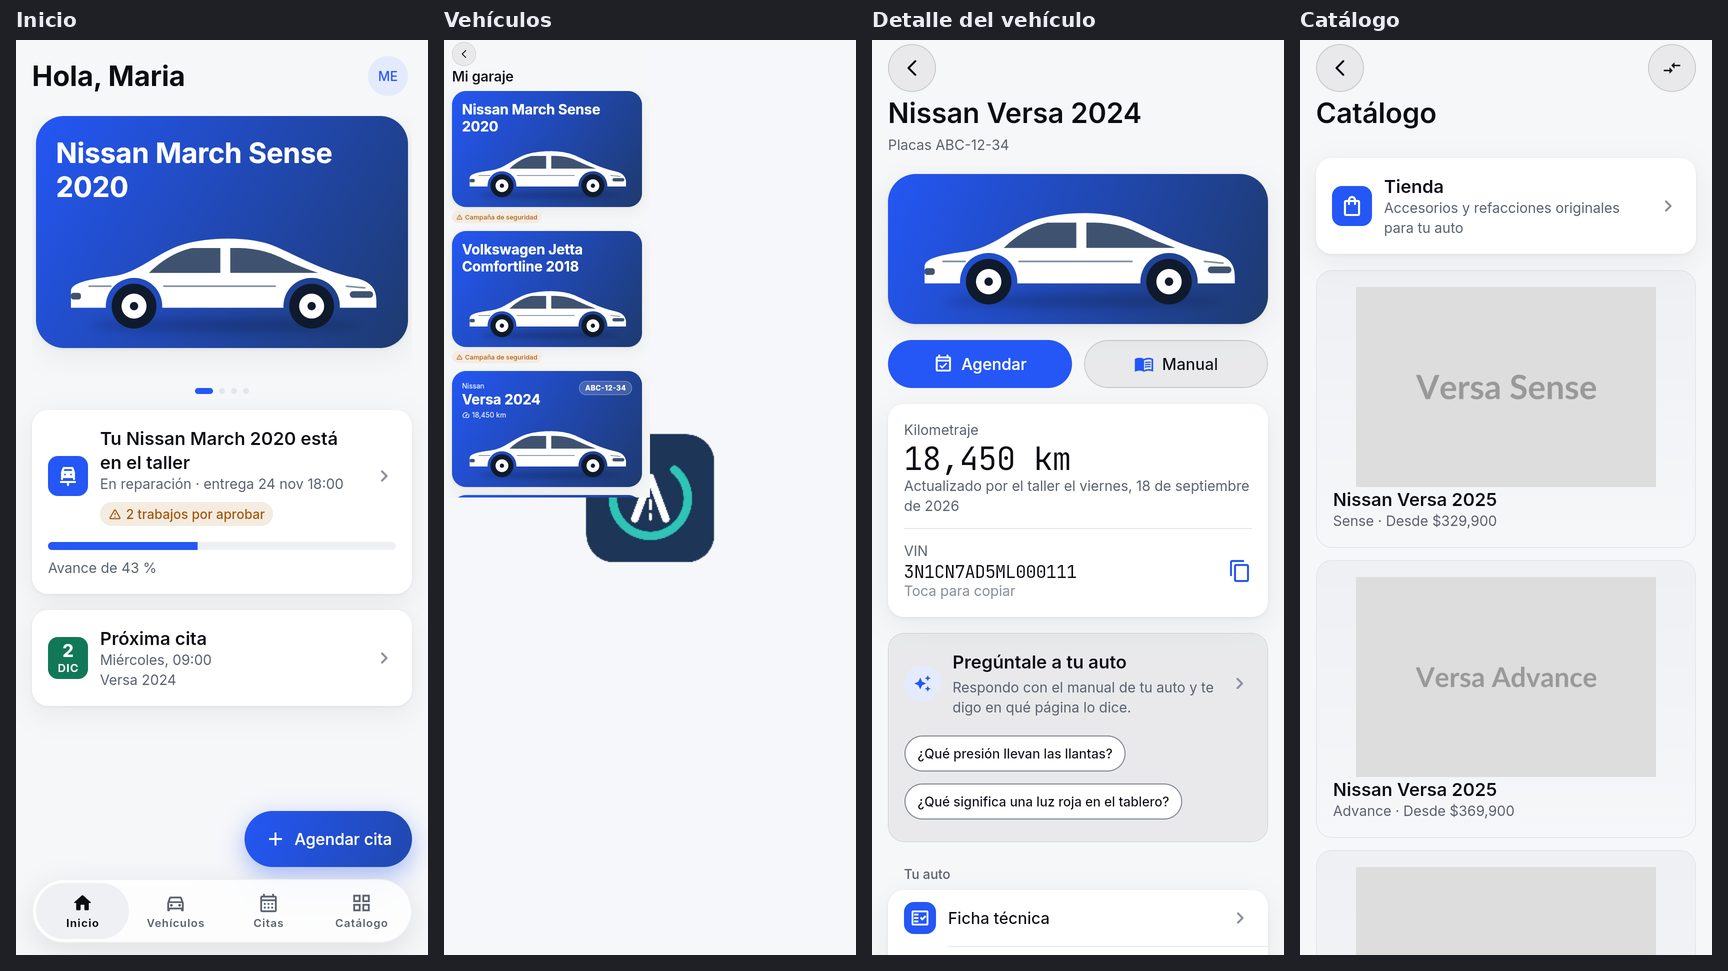 Inicio
Hola, Maria
ME
Nissan March Sense
2020
Tu Nissan March 2020 está
en el taller
En reparación · entrega 24 nov 18:00
2 trabajos por aprobar
Avance de 43 %
2
DIC
Próxima cita
Miércoles, 09:00
Versa 2024
Agendar cita
Inicio
Vehículos
Citas
Catálogo
Vehículos
Mi garaje
Nissan March Sense
2020
Campaña de seguridad
Volkswagen Jetta
Comfortline 2018
Campaña de seguridad
Nissan
ABC-12-34
Versa 2024
18,450 km
Detalle del vehículo
Nissan Versa 2024
Placas ABC-12-34
Agendar
Manual
Kilometraje
18,450 km
Actualizado por el taller el viernes, 18 de septiembre
de 2026
VIN
3N1CN7AD5ML000111
Toca para copiar
Pregúntale a tu auto
Respondo con el manual de tu auto y te
digo en qué página lo dice.
¿Qué presión llevan las llantas?
¿Qué significa una luz roja en el tablero?
Tu auto
Ficha técnica
Catálogo
Catálogo
Tienda
Accesorios y refacciones originales
para tu auto
Versa Sense
Nissan Versa 2025
Sense · Desde $329,900
Versa Advance
Nissan Versa 2025
Advance · Desde $369,900